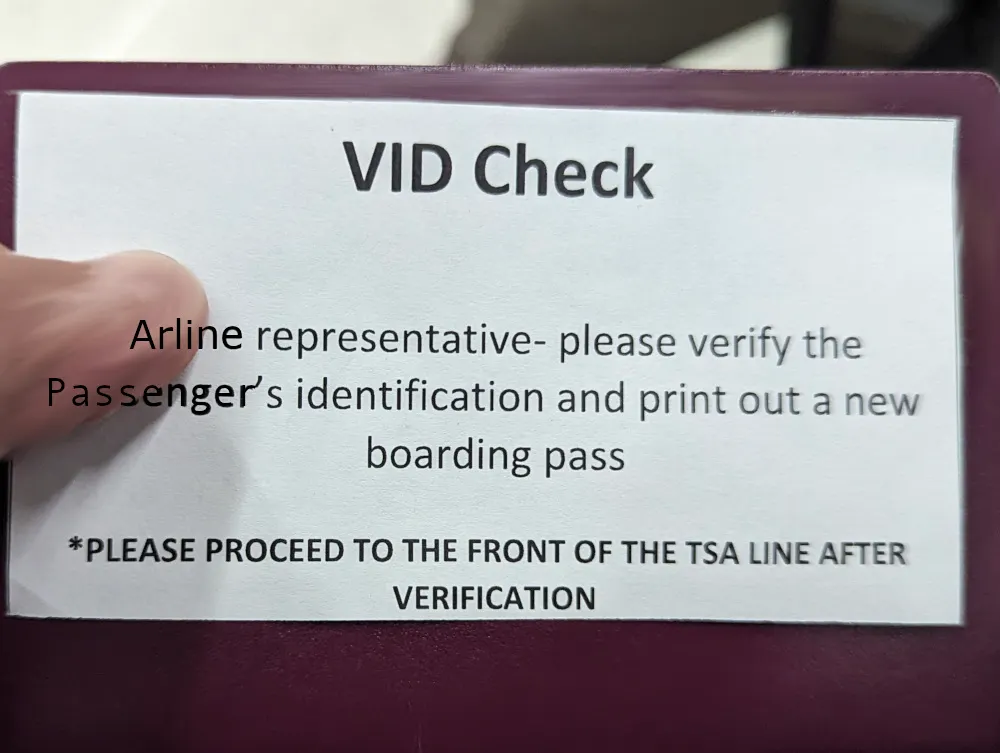 VID Check
Arline representative- please verify the
Passenger's identification and print out a new
boarding pass
*PLEASE PROCEED TO THE FRONT OF THE TSA LINE AFTER
VERIFICATION